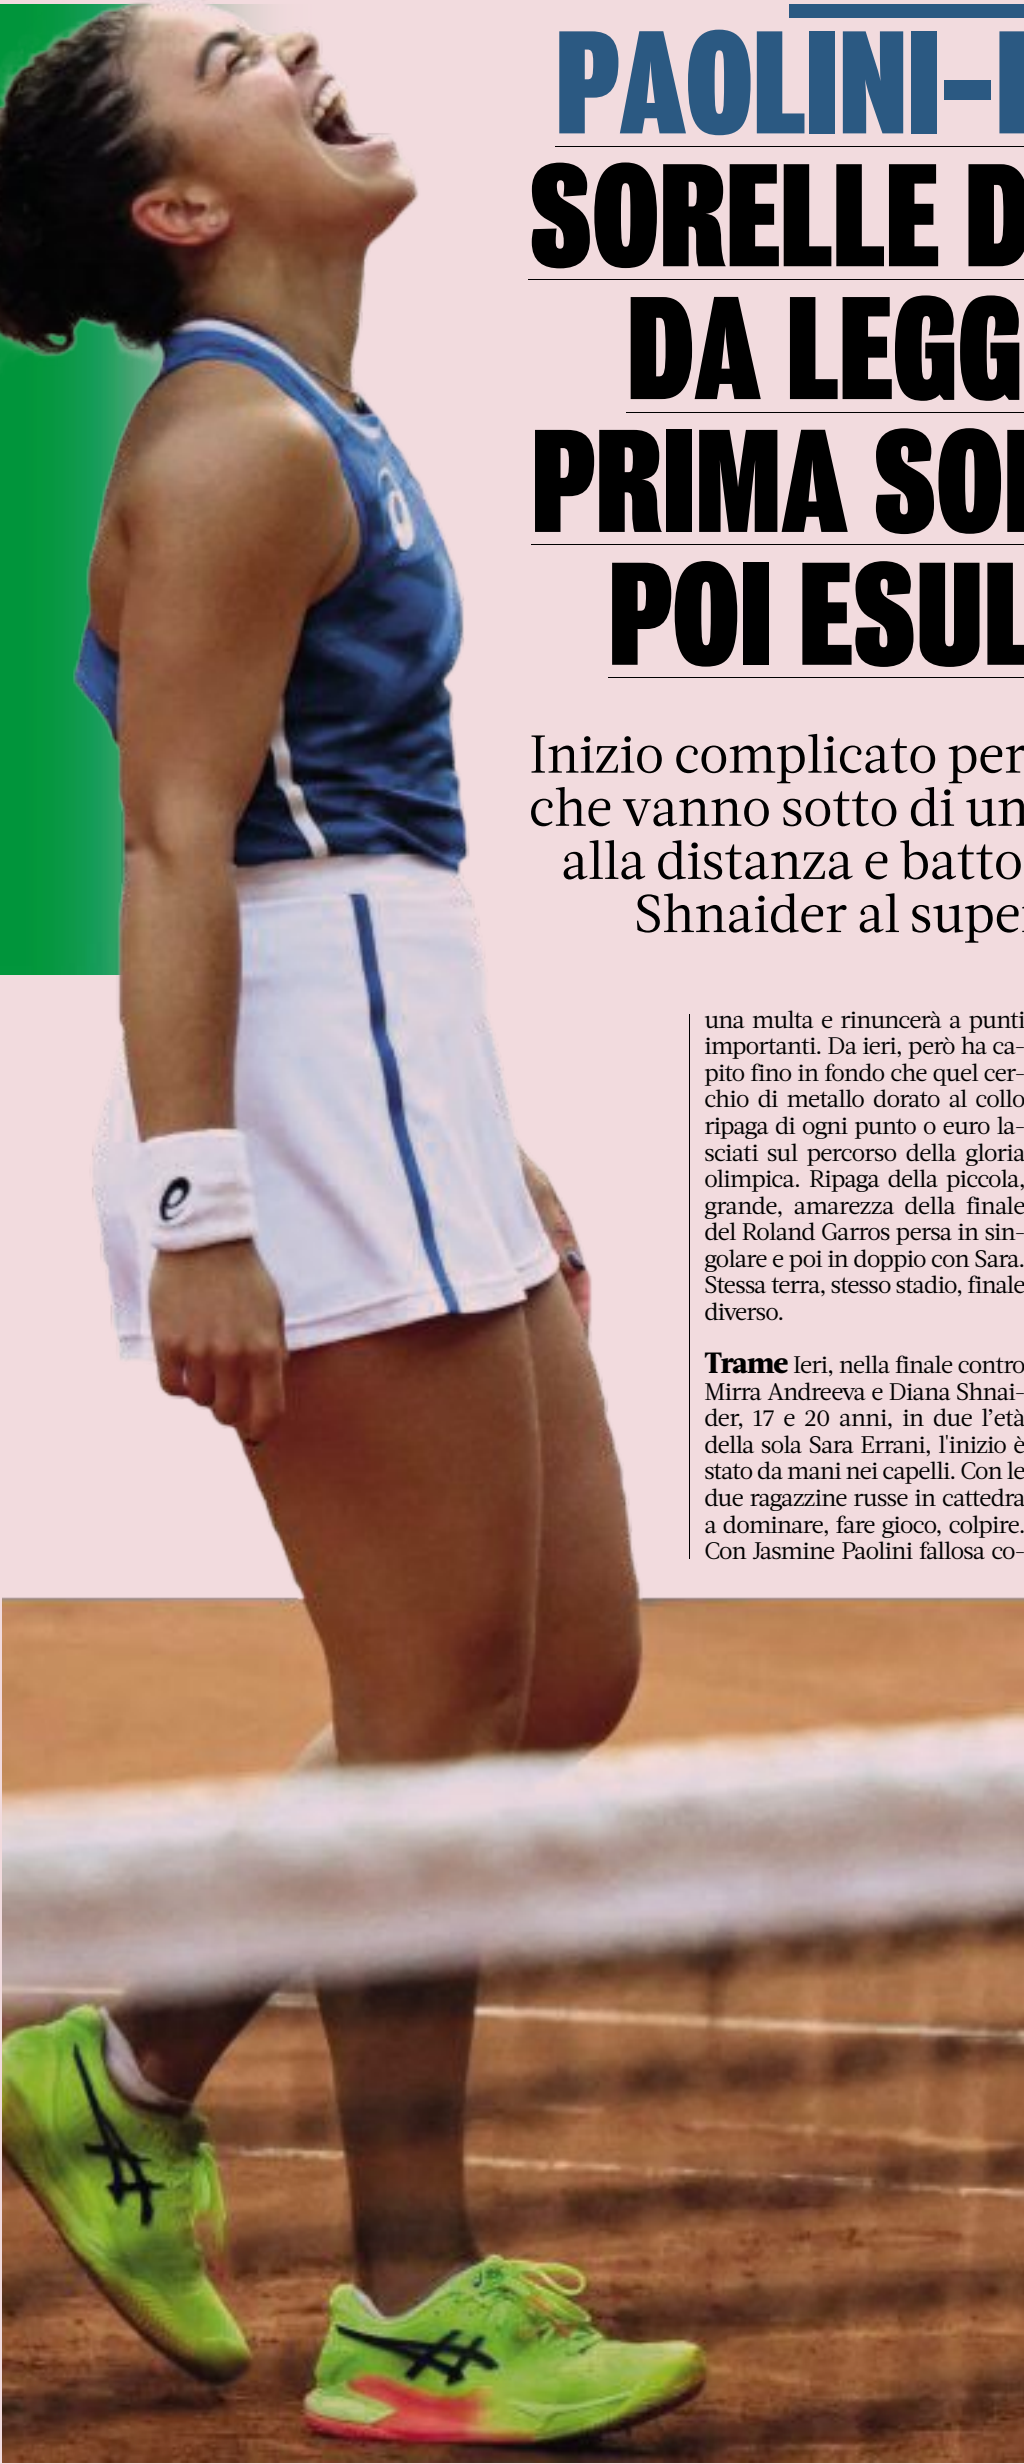 PAOLINI-
SORELLE D
DA LEGG
PRIMA SO
POI ESUL
Inizio complicato per
che vanno sotto di un
alla distanza e batto
Shnaider al super
una multa e rinuncerà a punti
importanti. Da ieri, però ha ca-
pito fino in fondo che quel cer-
chio di metallo dorato al collo
ripaga di ogni punto o euro la-
sciati sul percorso della gloria
olimpica. Ripaga della piccola,
grande, amarezza della finale
del Roland Garros persa in sin-
golare e poi in doppio con Sara.
Stessa terra, stesso stadio, finale
diverso.
Trame Ieri, nella finale contro
Mirra Andreeva e Diana Shnai-
der, 17 e 20 anni, in due l’età
della sola Sara Errani, l'inizio è
stato da mani nei capelli. Con le
due ragazzine russe in cattedra
a dominare, fare gioco, colpire.
Con Jasmine Paolini fallosa co-